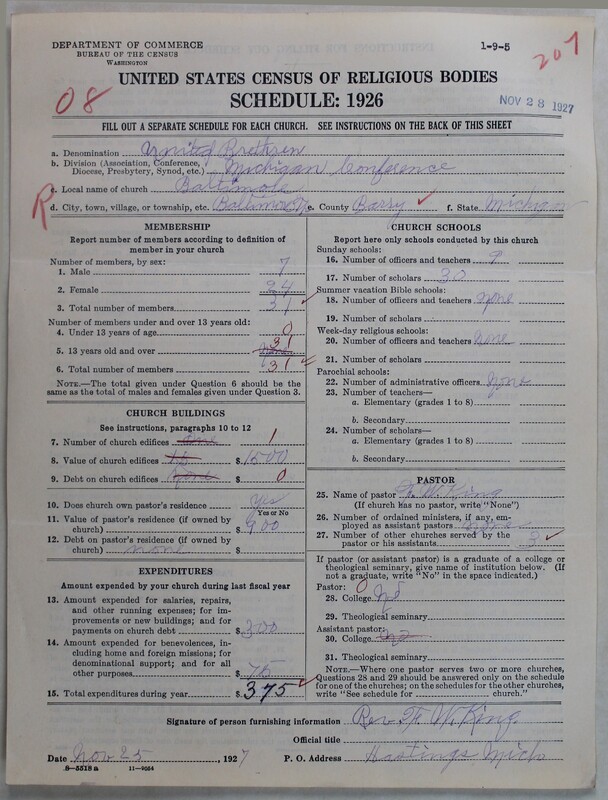 DEPARTMENT OF COMMERCE
BUREAU OF THE CENSUS
WASHINGTON
1-9-5
207
UNITED STATES CENSUS OF RELIGIOUS BODIES
SCHEDULE: 1926
08
NOV 28 1927
FILL OUT A SEPARATE SCHEDULE FOR EACH CHURCH. SEE INSTRUCTIONS ON THE BACK OF THIS SHEET
a. Denomination United Brethren
b. Division (Association, Conference, Diocese, Presbytery, Synod, etc.) Michigan Conference
c. Local name of church Baltimore
R d. City, town, village, or township, etc. Baltimore e. County Barry ✓ f. State Michigan
MEMBERSHIP
Report number of members according to definition of
member in your church
Number of members, by sex:
1. Male 7
2. Female 24
3. Total number of members 31 ✓
Number of members under and over 13 years old:
4. Under 13 years of age 0
5. 13 years old and over 31
6. Total number of members 31
NOTE.—The total given under Question 6 should be
the same as the total of males and females given under Question 3.
CHURCH BUILDINGS
See instructions, paragraphs 10 to 12
7. Number of church edifices one 1
8. Value of church edifices $ 1500
9. Debt on church edifices none $ 0
10. Does church own pastor's residence Yes
Yes or No
11. Value of pastor's residence (if owned by
church) $ 900
12. Debt on pastor's residence (if owned by
church) none $
EXPENDITURES
Amount expended by your church during last fiscal year
13. Amount expended for salaries, repairs,
and other running expenses; for im-
provements or new buildings; and for
payments on church debt $ 300
14. Amount expended for benevolences, in-
cluding home and foreign missions; for
denominational support; and for all
other purposes 75
15. Total expenditures during year $ 375 ✓
CHURCH SCHOOLS
Report here only schools conducted by this church
Sunday schools:
16. Number of officers and teachers 9
17. Number of scholars 30
Summer vacation Bible schools:
18. Number of officers and teachers none
19. Number of scholars
Week-day religious schools:
20. Number of officers and teachers none
21. Number of scholars
Parochial schools:
22. Number of administrative officers None
23. Number of teachers—
a. Elementary (grades 1 to 8)
b. Secondary
24. Number of scholars—
a. Elementary (grades 1 to 8)
b. Secondary
PASTOR
25. Name of pastor W. King
(If church has no pastor, write "None")
26. Number of ordained ministers, if any, em-
ployed as assistant pastors
27. Number of other churches served by the
pastor or his assistants 3 ✓
If pastor (or assistant pastor) is a graduate of a college or
theological seminary, give name of institution below. (If
not a graduate, write "No" in the space indicated.)
Pastor: 0
28. College No
29. Theological seminary
Assistant pastor:
30. College no
31. Theological seminary
NOTE.—Where one pastor serves two or more churches,
Questions 28 and 29 should be answered only on the schedule
for one of the churches; on the schedules for the other churches,
write "See schedule for church."
Signature of person furnishing information Rev. W. King
Official title
Date Nov 25, 1927 P. O. Address Hastings Mich
8—5518a 11—9064